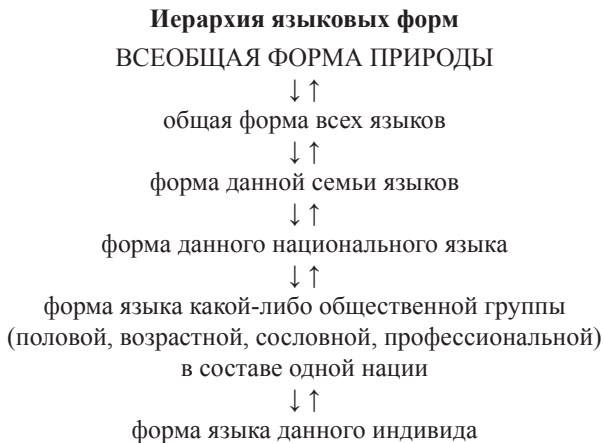 Иерархия языковых форм
ВСЕОБЩАЯ ФОРМА ПРИРОДЫ
↓ ↑
общая форма всех языков
↓ ↑
форма данной семьи языков
↓ ↑
форма данного национального языка
↓ ↑
форма языка какой-либо общественной группы
(половой, возрастной, сословной, профессиональной)
в составе одной нации
↓ ↑
форма языка данного индивида